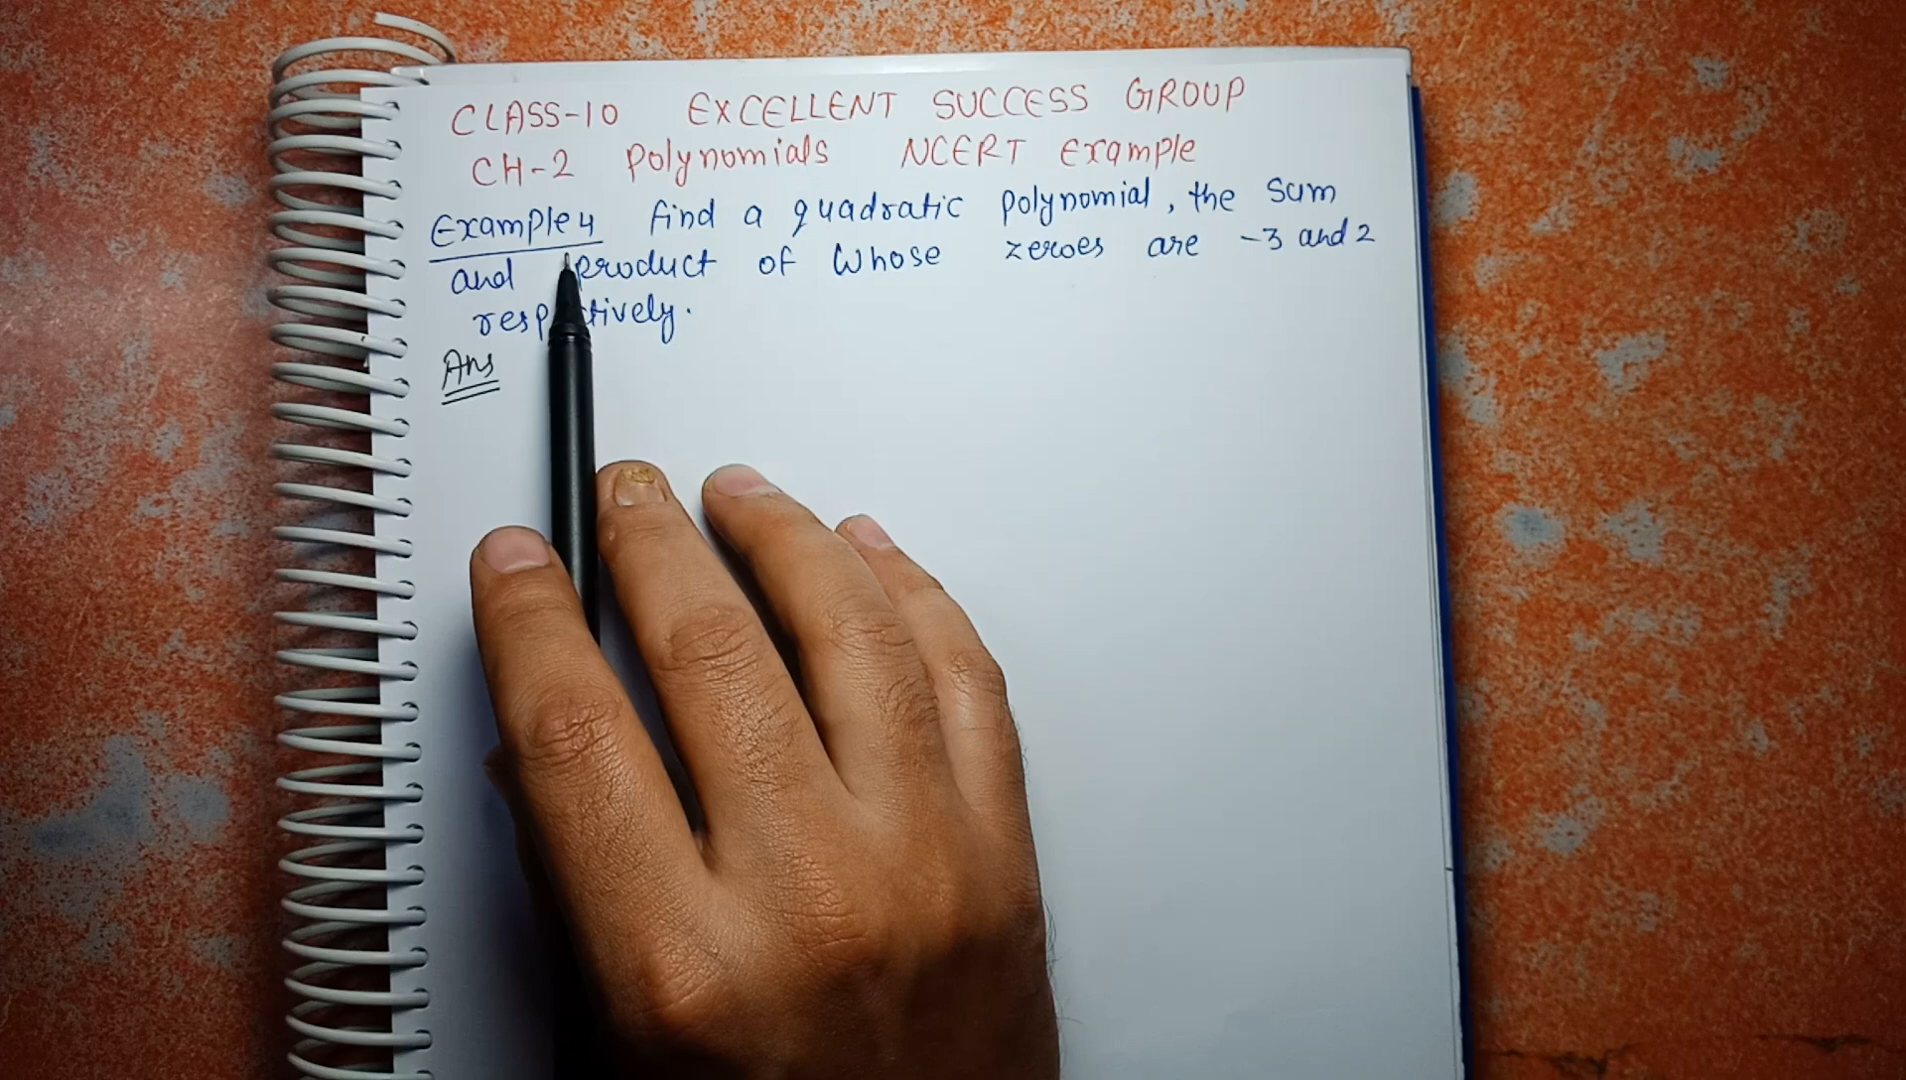 CLASS-10 EXCELLENT SUCCESS GROUP
CH-2 Polynomials NCERT Example
Example 4 find a quadratic polynomial, the sum
and product of whose zeroes are -3 and 2
respectively.
Ans